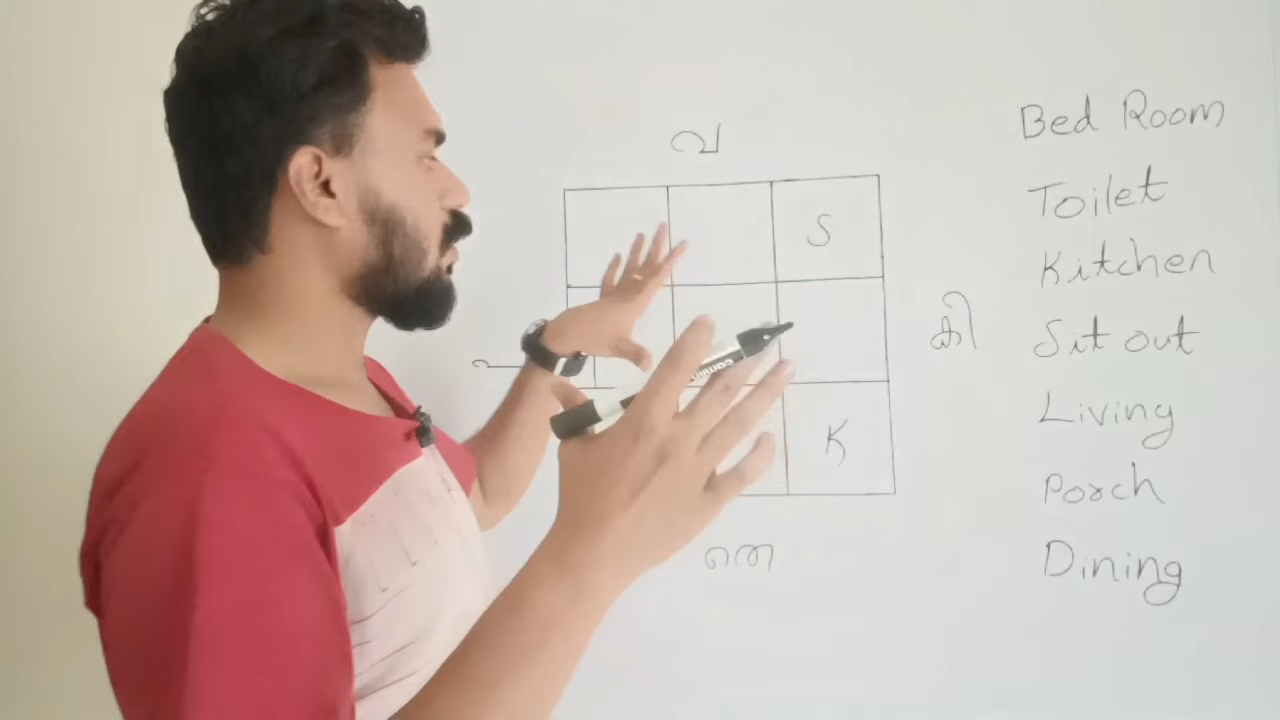 വ
S
കി
K
തെ
Bed Room
Toilet
Kitchen
Sit out
Living
Porch
Dining